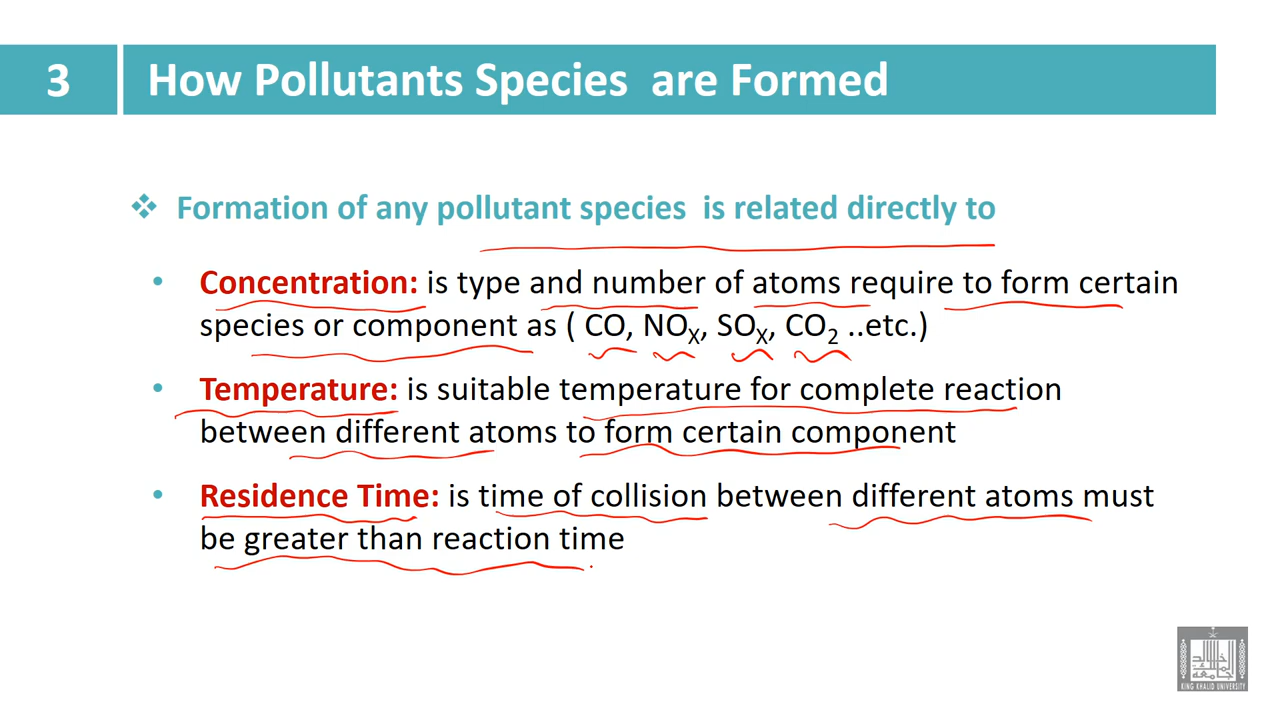 3
How Pollutants Species are Formed
❖ Formation of any pollutant species is related directly to
• Concentration: is type and number of atoms require to form certain
species or component as ( CO, NOX, SOX, CO2 ..etc.)
• Temperature: is suitable temperature for complete reaction
between different atoms to form certain component
• Residence Time: is time of collision between different atoms must
be greater than reaction time
KING KHALID UNIVERSITY